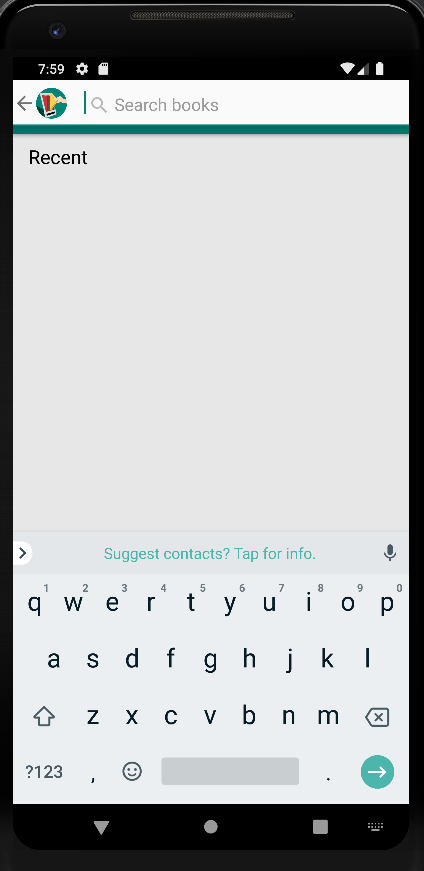 7:59
Search books
Recent
Suggest contacts? Tap for info.
1 2 3 4 5 6 7 8 9 0
q w e r t y u i o p
a s d f g h j k l
z x c v b n m
?123 , .